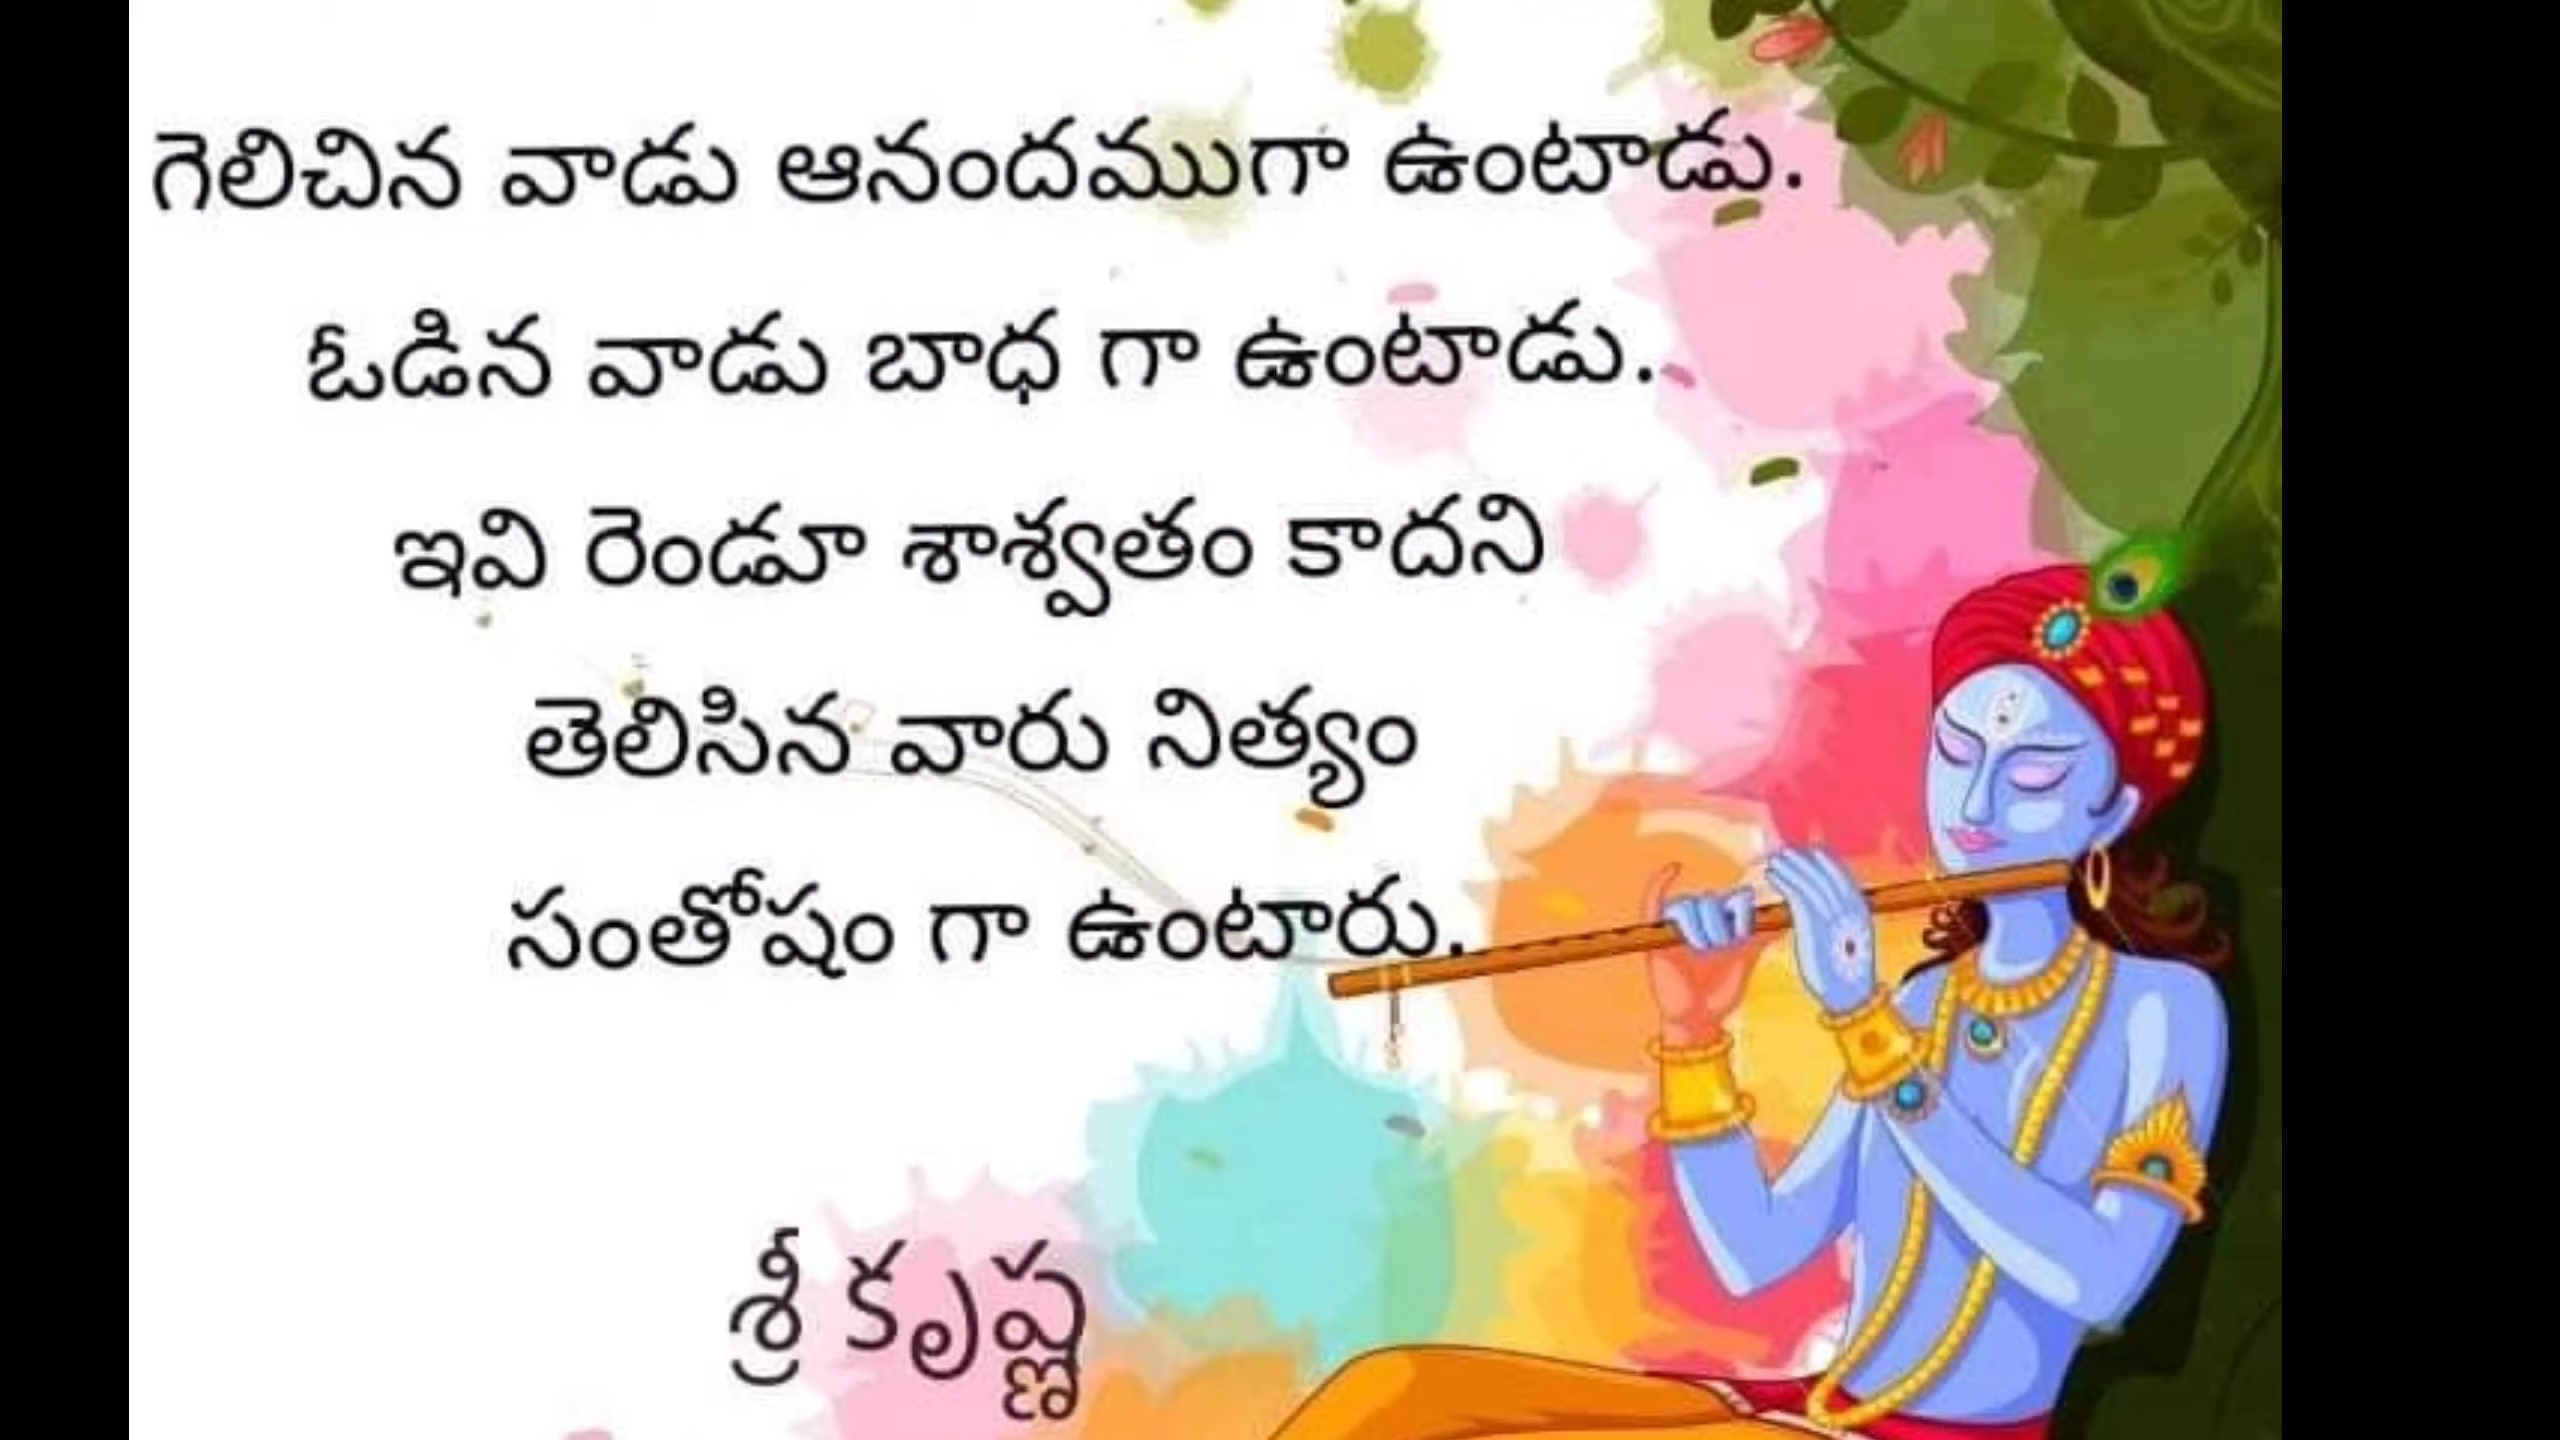 గెలిచిన వాడు ఆనందముగా ఉంటాడు.
ఓడిన వాడు బాధ గా ఉంటాడు.
ఇవి రెండూ శాశ్వతం కాదని
తెలిసిన వారు నిత్యం
సంతోషం గా ఉంటారు.
శ్రీ కృష్ణ